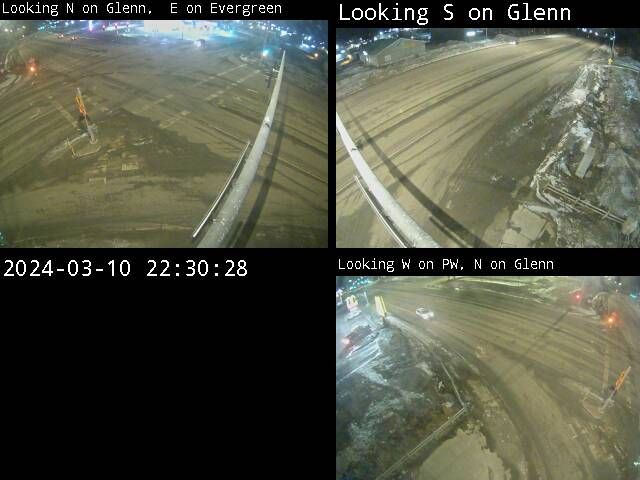 Looking N on Glenn,  E on Evergreen
Looking S on Glenn
2024-03-10 22:30:28
Looking W on PW, N on Glenn